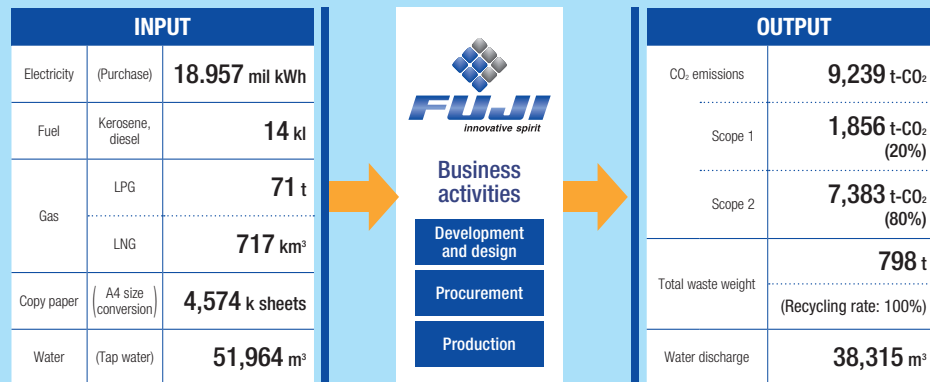 INPUT
Electricity (Purchase) 18.957 mil kWh
Fuel Kerosene, diesel 14 kl
Gas LPG 71 t
LNG 717 km³
Copy paper (A4 size conversion) 4,574 k sheets
Water (Tap water) 51,964 m³
FUJI
innovative spirit
Business
activities
Development
and design
Procurement
Production
OUTPUT
CO₂ emissions 9,239 t-CO₂
Scope 1 1,856 t-CO₂
(20%)
Scope 2 7,383 t-CO₂
(80%)
Total waste weight 798 t
(Recycling rate: 100%)
Water discharge 38,315 m³